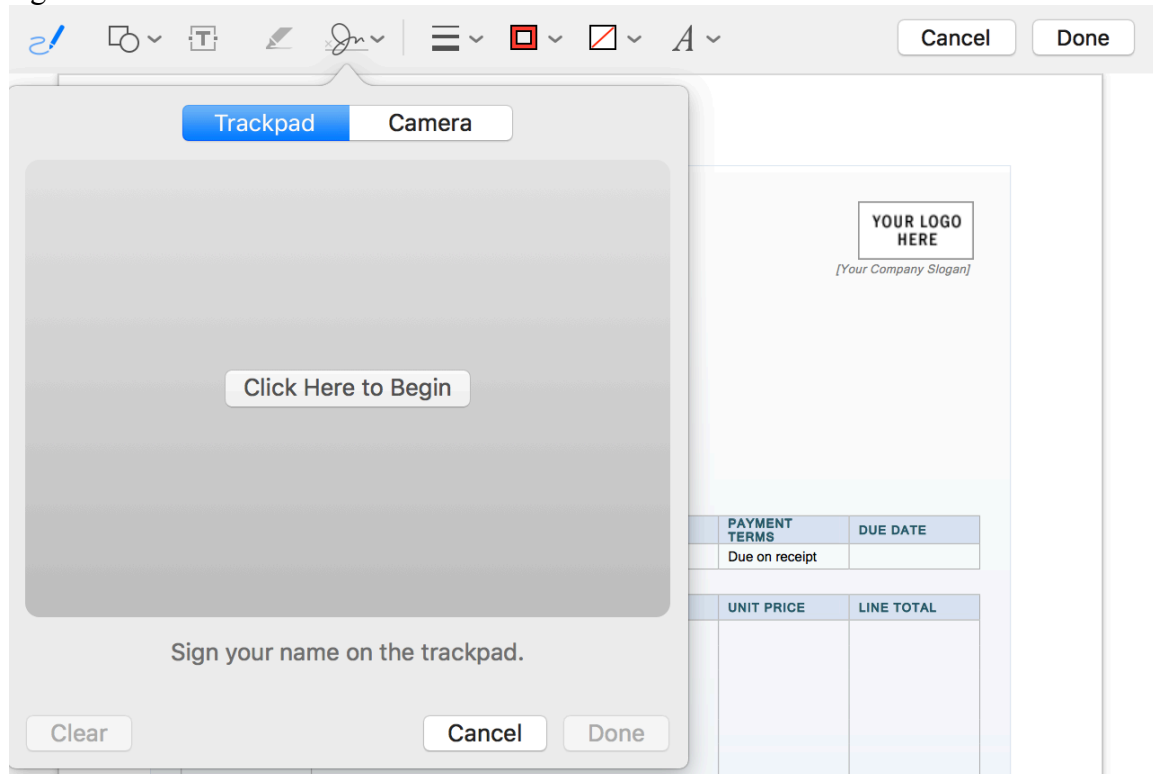 T
A
Cancel
Done
Trackpad
Camera
YOUR LOGO
HERE
[Your Company Slogan]
Click Here to Begin
PAYMENT
TERMS
DUE DATE
Due on receipt
UNIT PRICE
LINE TOTAL
Sign your name on the trackpad.
Clear
Cancel
Done